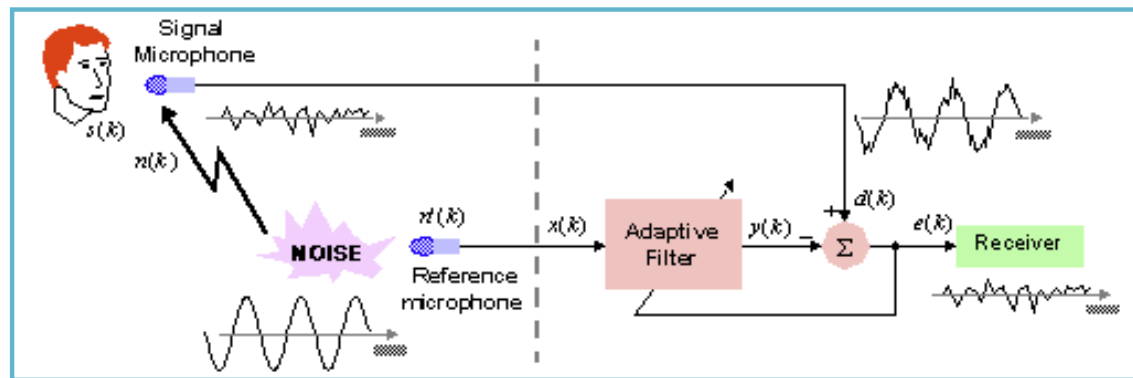 Signal
Microphone
s(k)
n(k)
NOISE
n'(k)
Reference
microphone
x(k)
Adaptive
Filter
y(k)
–
+
d(k)
Σ
e(k)
Receiver